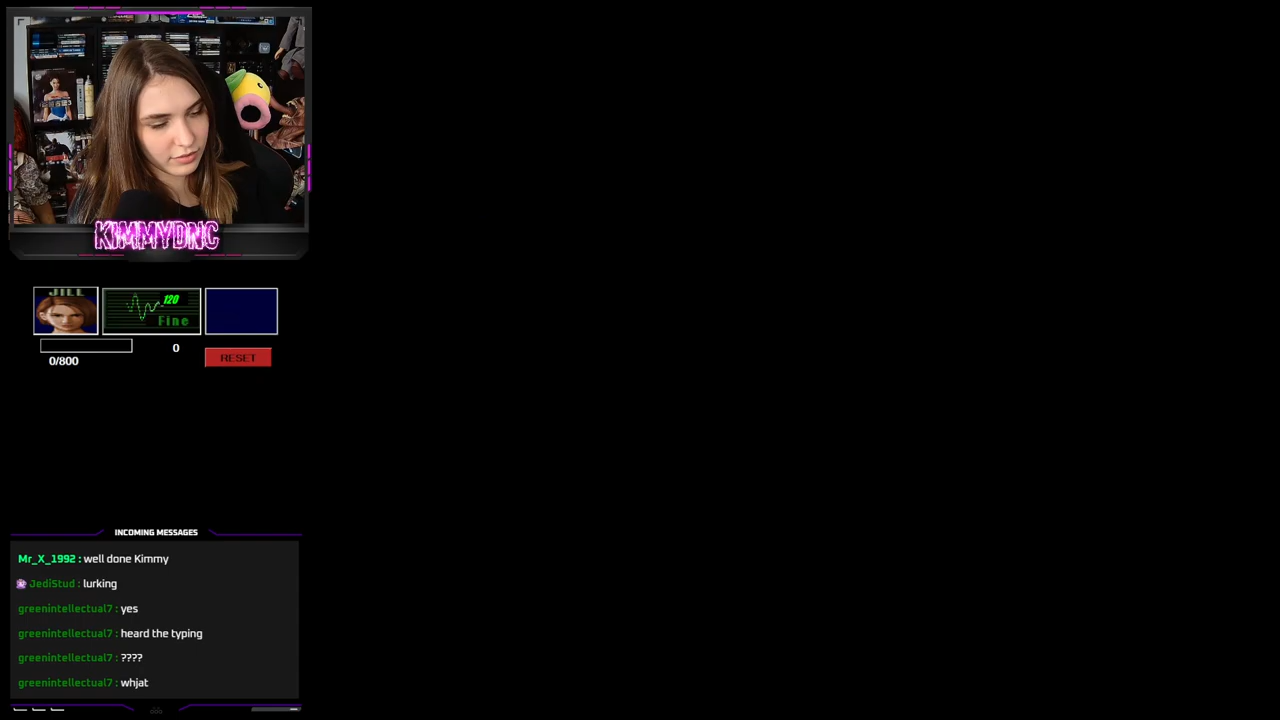 KIMMYDNC
JILL
120
Fine
0
0/800
RESET
INCOMING MESSAGES
Mr_X_1992 : well done Kimmy
JediStud : lurking
greenintellectual7 : yes
greenintellectual7 : heard the typing
greenintellectual7 : ????
greenintellectual7 : whjat